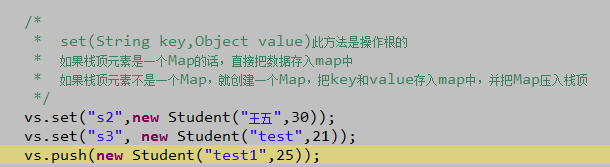 /*
* set(String key,Object value)此方法是操作根的
* 如果栈顶元素是一个Map的话，直接把数据存入map中
* 如果栈顶元素不是一个Map，就创建一个Map，把key和value存入map中，并把Map压入栈顶
*/
vs.set("s2",new Student("王五",30));
vs.set("s3", new Student("test",21));
vs.push(new Student("test1",25));